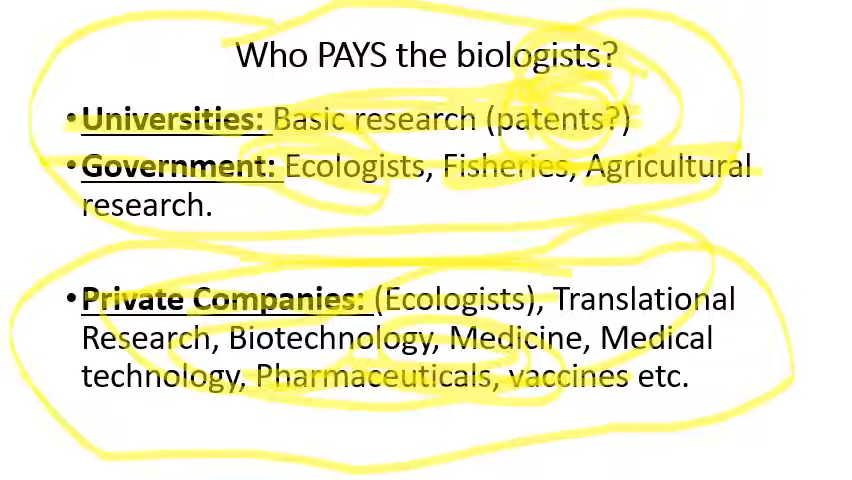 Who PAYS the biologists?
•Universities: Basic research (patents?)
•Government: Ecologists, Fisheries, Agricultural
research.
•Private Companies: (Ecologists), Translational
Research, Biotechnology, Medicine, Medical
technology, Pharmaceuticals, vaccines etc.